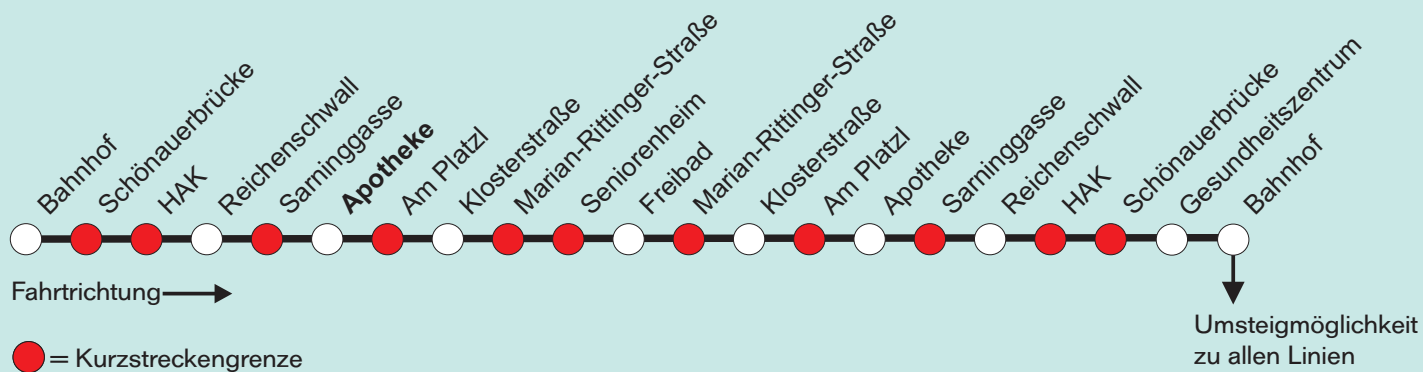 Bahnhof
Schönauerbrücke
HAK
Reichenschwall
Sarninggasse
Apotheke
Am Platzl
Klosterstraße
Marian-Rittinger-Straße
Seniorenheim
Freibad
Marian-Rittinger-Straße
Klosterstraße
Am Platzl
Apotheke
Sarninggasse
Reichenschwall
HAK
Schönauerbrücke
Gesundheitszentrum
Bahnhof
Fahrtrichtung
= Kurzstreckengrenze
Umsteigmöglichkeit
zu allen Linien